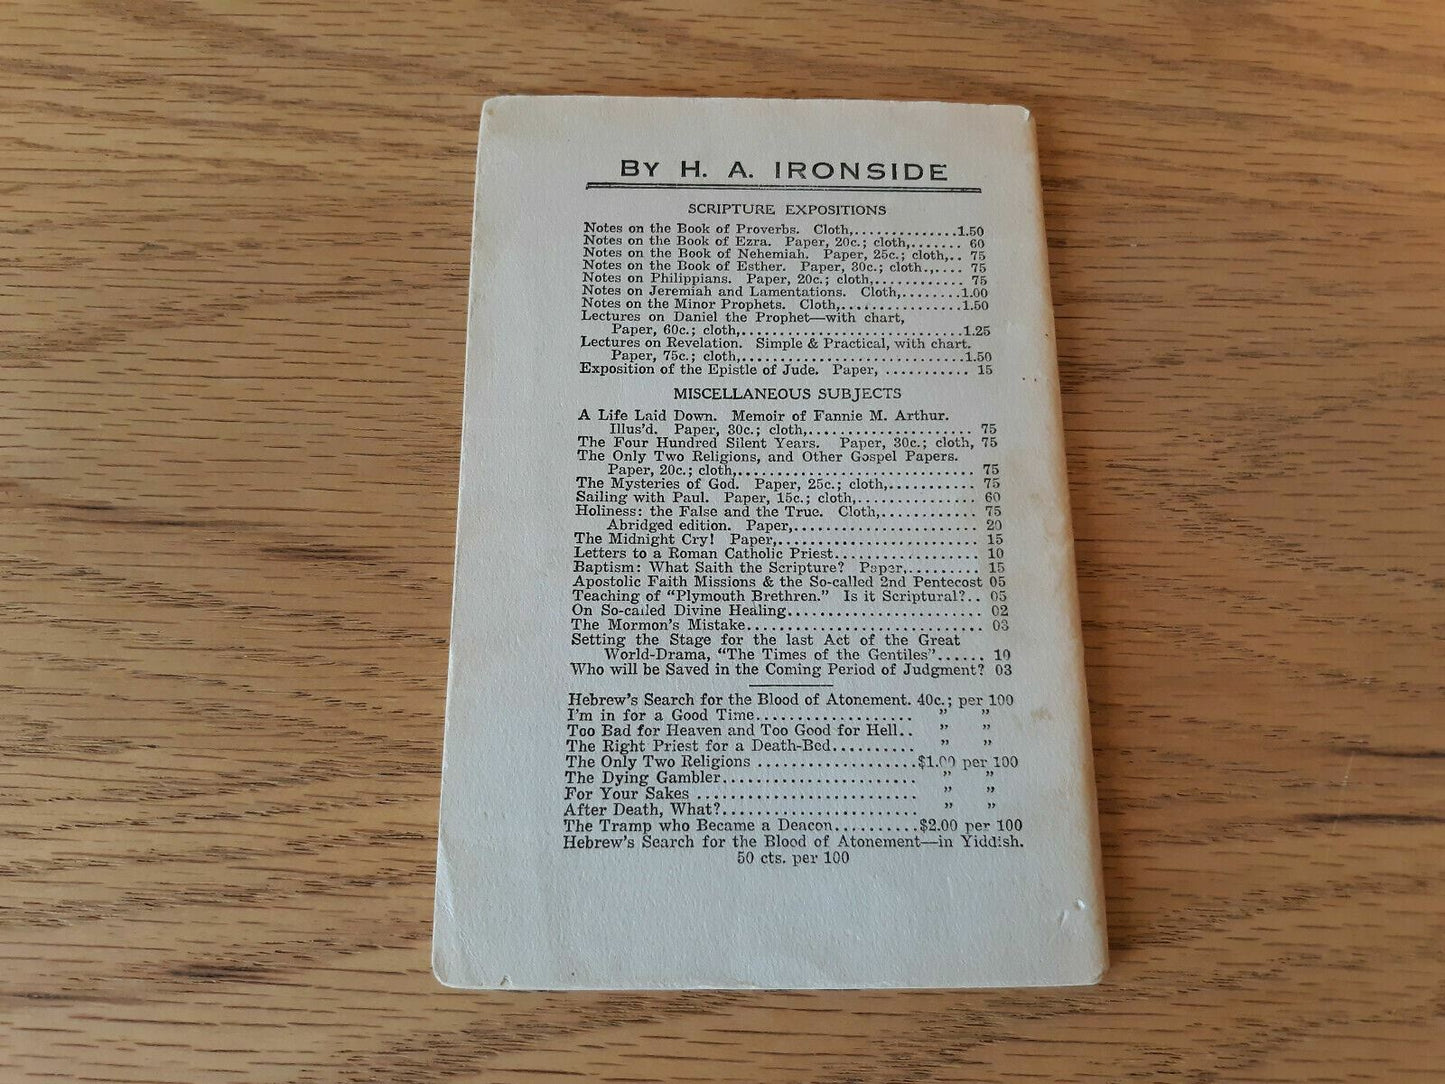 BY H. A. IRONSIDE
SCRIPTURE EXPOSITIONS
Notes on the Book of Proverbs. Cloth,..............1.50
Notes on the Book of Ezra. Paper, 20c.; cloth,....... 60
Notes on the Book of Nehemiah. Paper, 25c.; cloth,.. 75
Notes on the Book of Esther. Paper, 30c.; cloth.,.... 75
Notes on Philippians. Paper, 20c.; cloth,............ 75
Notes on Jeremiah and Lamentations. Cloth,........1.00
Notes on the Minor Prophets. Cloth,................1.50
Lectures on Daniel the Prophet—with chart,
Paper, 60c.; cloth,..............................1.25
Lectures on Revelation. Simple & Practical, with chart.
Paper, 75c.; cloth,..............................1.50
Exposition of the Epistle of Jude. Paper, ........... 15
MISCELLANEOUS SUBJECTS
A Life Laid Down. Memoir of Fannie M. Arthur.
Illus'd. Paper, 30c.; cloth,..................... 75
The Four Hundred Silent Years. Paper, 30c.; cloth, 75
The Only Two Religions, and Other Gospel Papers.
Paper, 20c.; cloth,.............................. 75
The Mysteries of God. Paper, 25c.; cloth,........... 75
Sailing with Paul. Paper, 15c.; cloth,............... 60
Holiness: the False and the True. Cloth,............ 75
Abridged edition. Paper,........................ 20
The Midnight Cry! Paper,......................... 15
Letters to a Roman Catholic Priest.................. 10
Baptism: What Saith the Scripture? Paper,......... 15
Apostolic Faith Missions & the So-called 2nd Pentecost 05
Teaching of "Plymouth Brethren." Is it Scriptural?.. 05
On So-called Divine Healing........................ 02
The Mormon's Mistake............................. 03
Setting the Stage for the last Act of the Great
World-Drama, "The Times of the Gentiles"...... 10
Who will be Saved in the Coming Period of Judgment? 03
Hebrew's Search for the Blood of Atonement. 40c.; per 100
I'm in for a Good Time................... " "
Too Bad for Heaven and Too Good for Hell.. " "
The Right Priest for a Death-Bed.......... " "
The Only Two Religions ...................$1.00 per 100
The Dying Gambler....................... " "
For Your Sakes .......................... " "
After Death, What?....................... " "
The Tramp who Became a Deacon..........$2.00 per 100
Hebrew's Search for the Blood of Atonement—in Yiddish.
50 cts. per 100